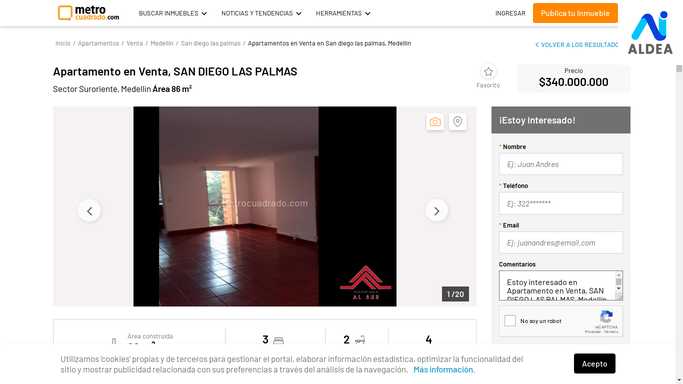 metro
cuadrado.com
BUSCAR INMUEBLES
NOTICIAS Y TENDENCIAS
HERRAMIENTAS
INGRESAR
Publica tu Inmueble
ALDEA
Inicio / Apartamentos / Venta / Medellín / San diego las palmas / Apartamentos en Venta en San diego las palmas, Medellín
VOLVER A LOS RESULTADO
Apartamento en Venta, SAN DIEGO LAS PALMAS
Sector Suroriente, Medellín Área 86 m²
Favorito
Precio
$340.000.000
¡Estoy Interesado!
* Nombre
Ej: Juan Andres
* Teléfono
Ej: 322*******
* Email
Ej: juanandres@email.com
Comentarios
Estoy interesado en
Apartamento en Venta, SAN
DIEGO LAS PALMAS, Medellín
No soy un robot
reCAPTCHA
Privacidad - Términos
AL SUR
1 / 20
Área construida
3
2
4
Utilizamos 'cookies' propias y de terceros para gestionar el portal, elaborar información estadística, optimizar la funcionalidad del
sitio y mostrar publicidad relacionada con sus preferencias a través del análisis de la navegación. Más información.
Acepto